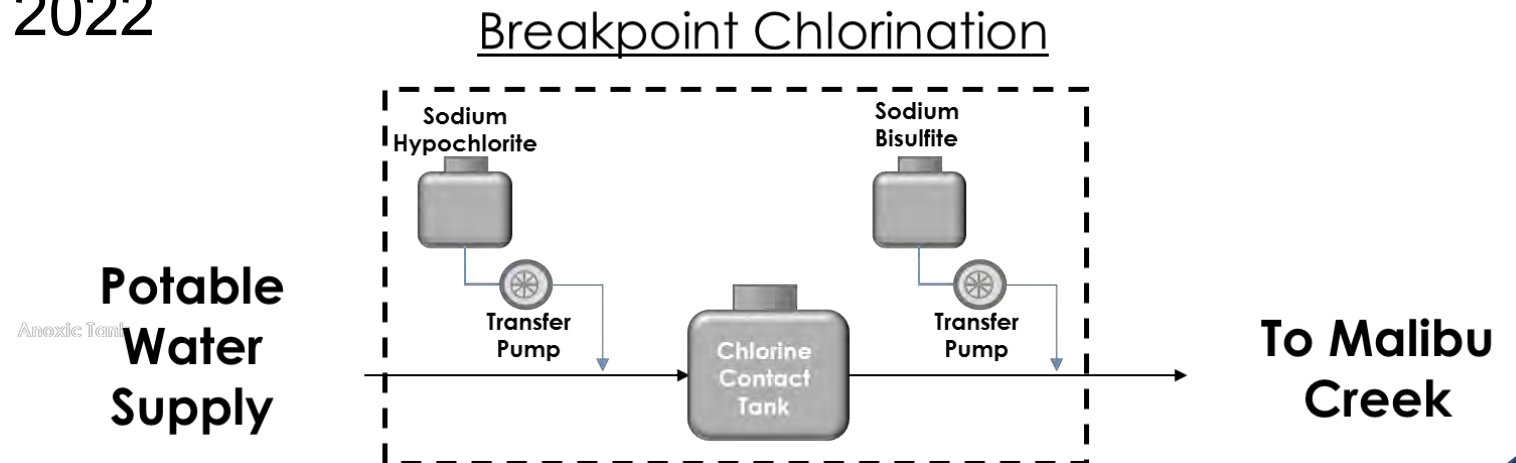 2022
Breakpoint Chlorination
Sodium
Hypochlorite
Sodium
Bisulfite
Potable
Water
Supply
Anoxic Tank
Transfer
Pump
Chlorine
Contact
Tank
Transfer
Pump
To Malibu
Creek